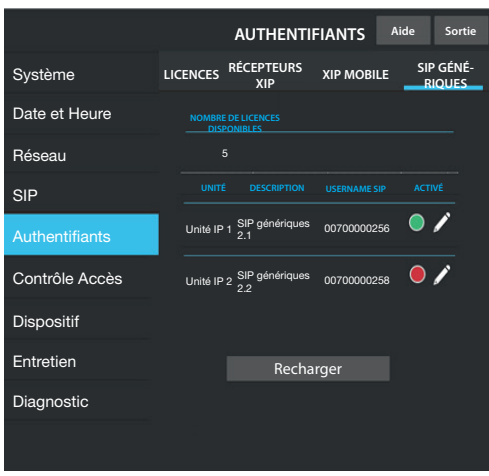 AUTHENTIFIANTS
Aide
Sortie
Système
Date et Heure
Réseau
SIP
Authentifiants
Contrôle Accès
Dispositif
Entretien
Diagnostic
LICENCES
RÉCEPTEURS
XIP
XIP MOBILE
SIP GÉNÉ-
RIQUES
NOMBRE DE LICENCES
DISPONIBLES
5
UNITÉ DESCRIPTION USERNAME SIP ACTIVÉ
Unité IP 1 SIP génériques 2.1 00700000256
Unité IP 2 SIP génériques 2.2 00700000258
Recharger